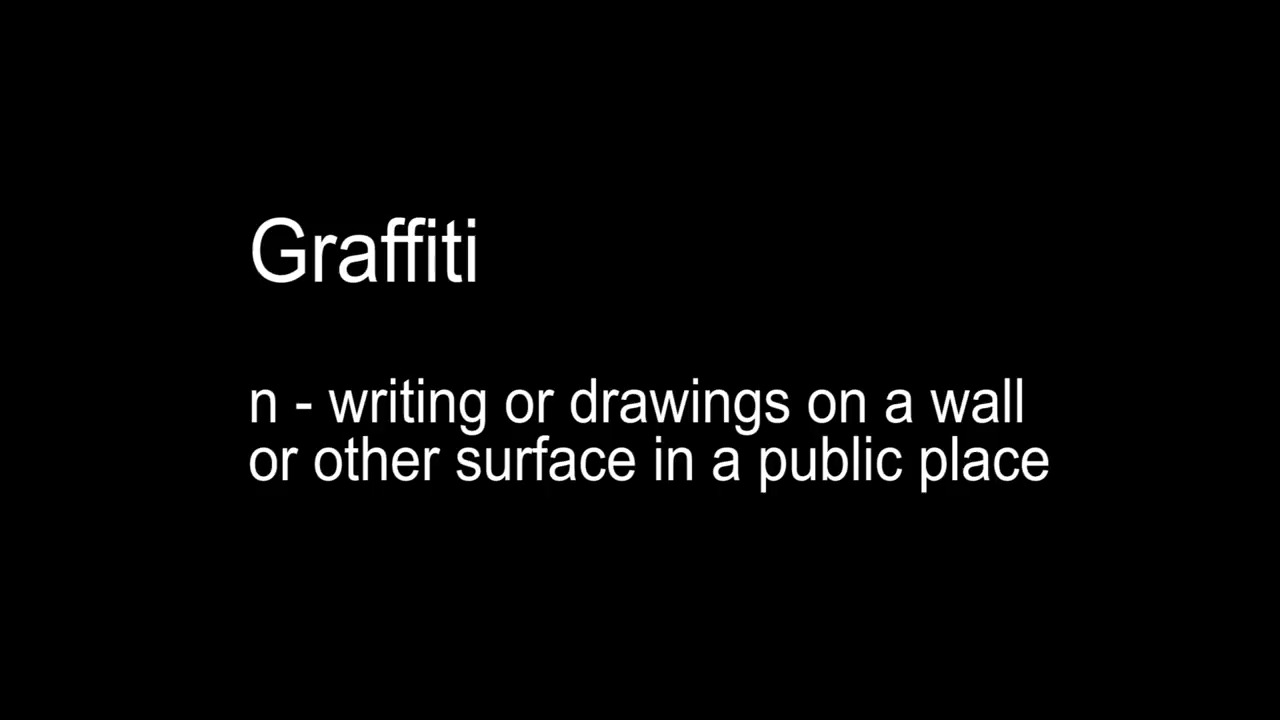 Graffiti
n - writing or drawings on a wall
or other surface in a public place